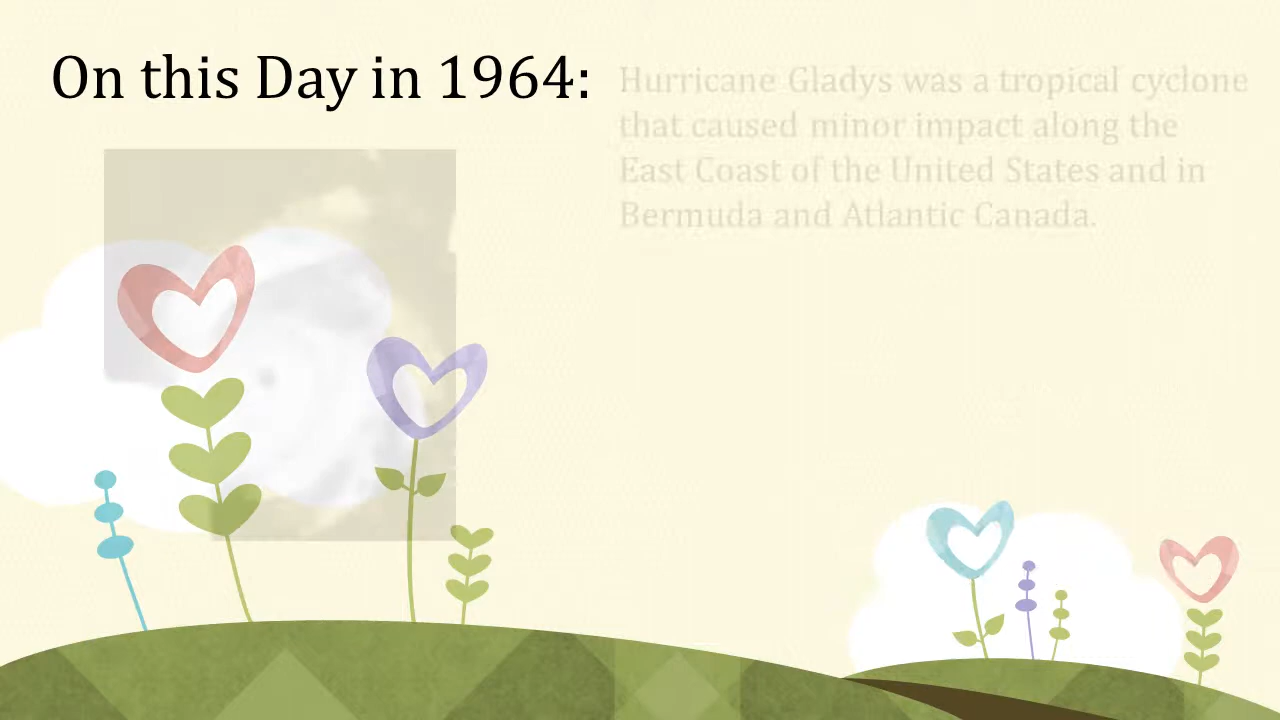 On this Day in 1964:
Hurricane Gladys was a tropical cyclone
that caused minor impact along the
East Coast of the United States and in
Bermuda and Atlantic Canada.